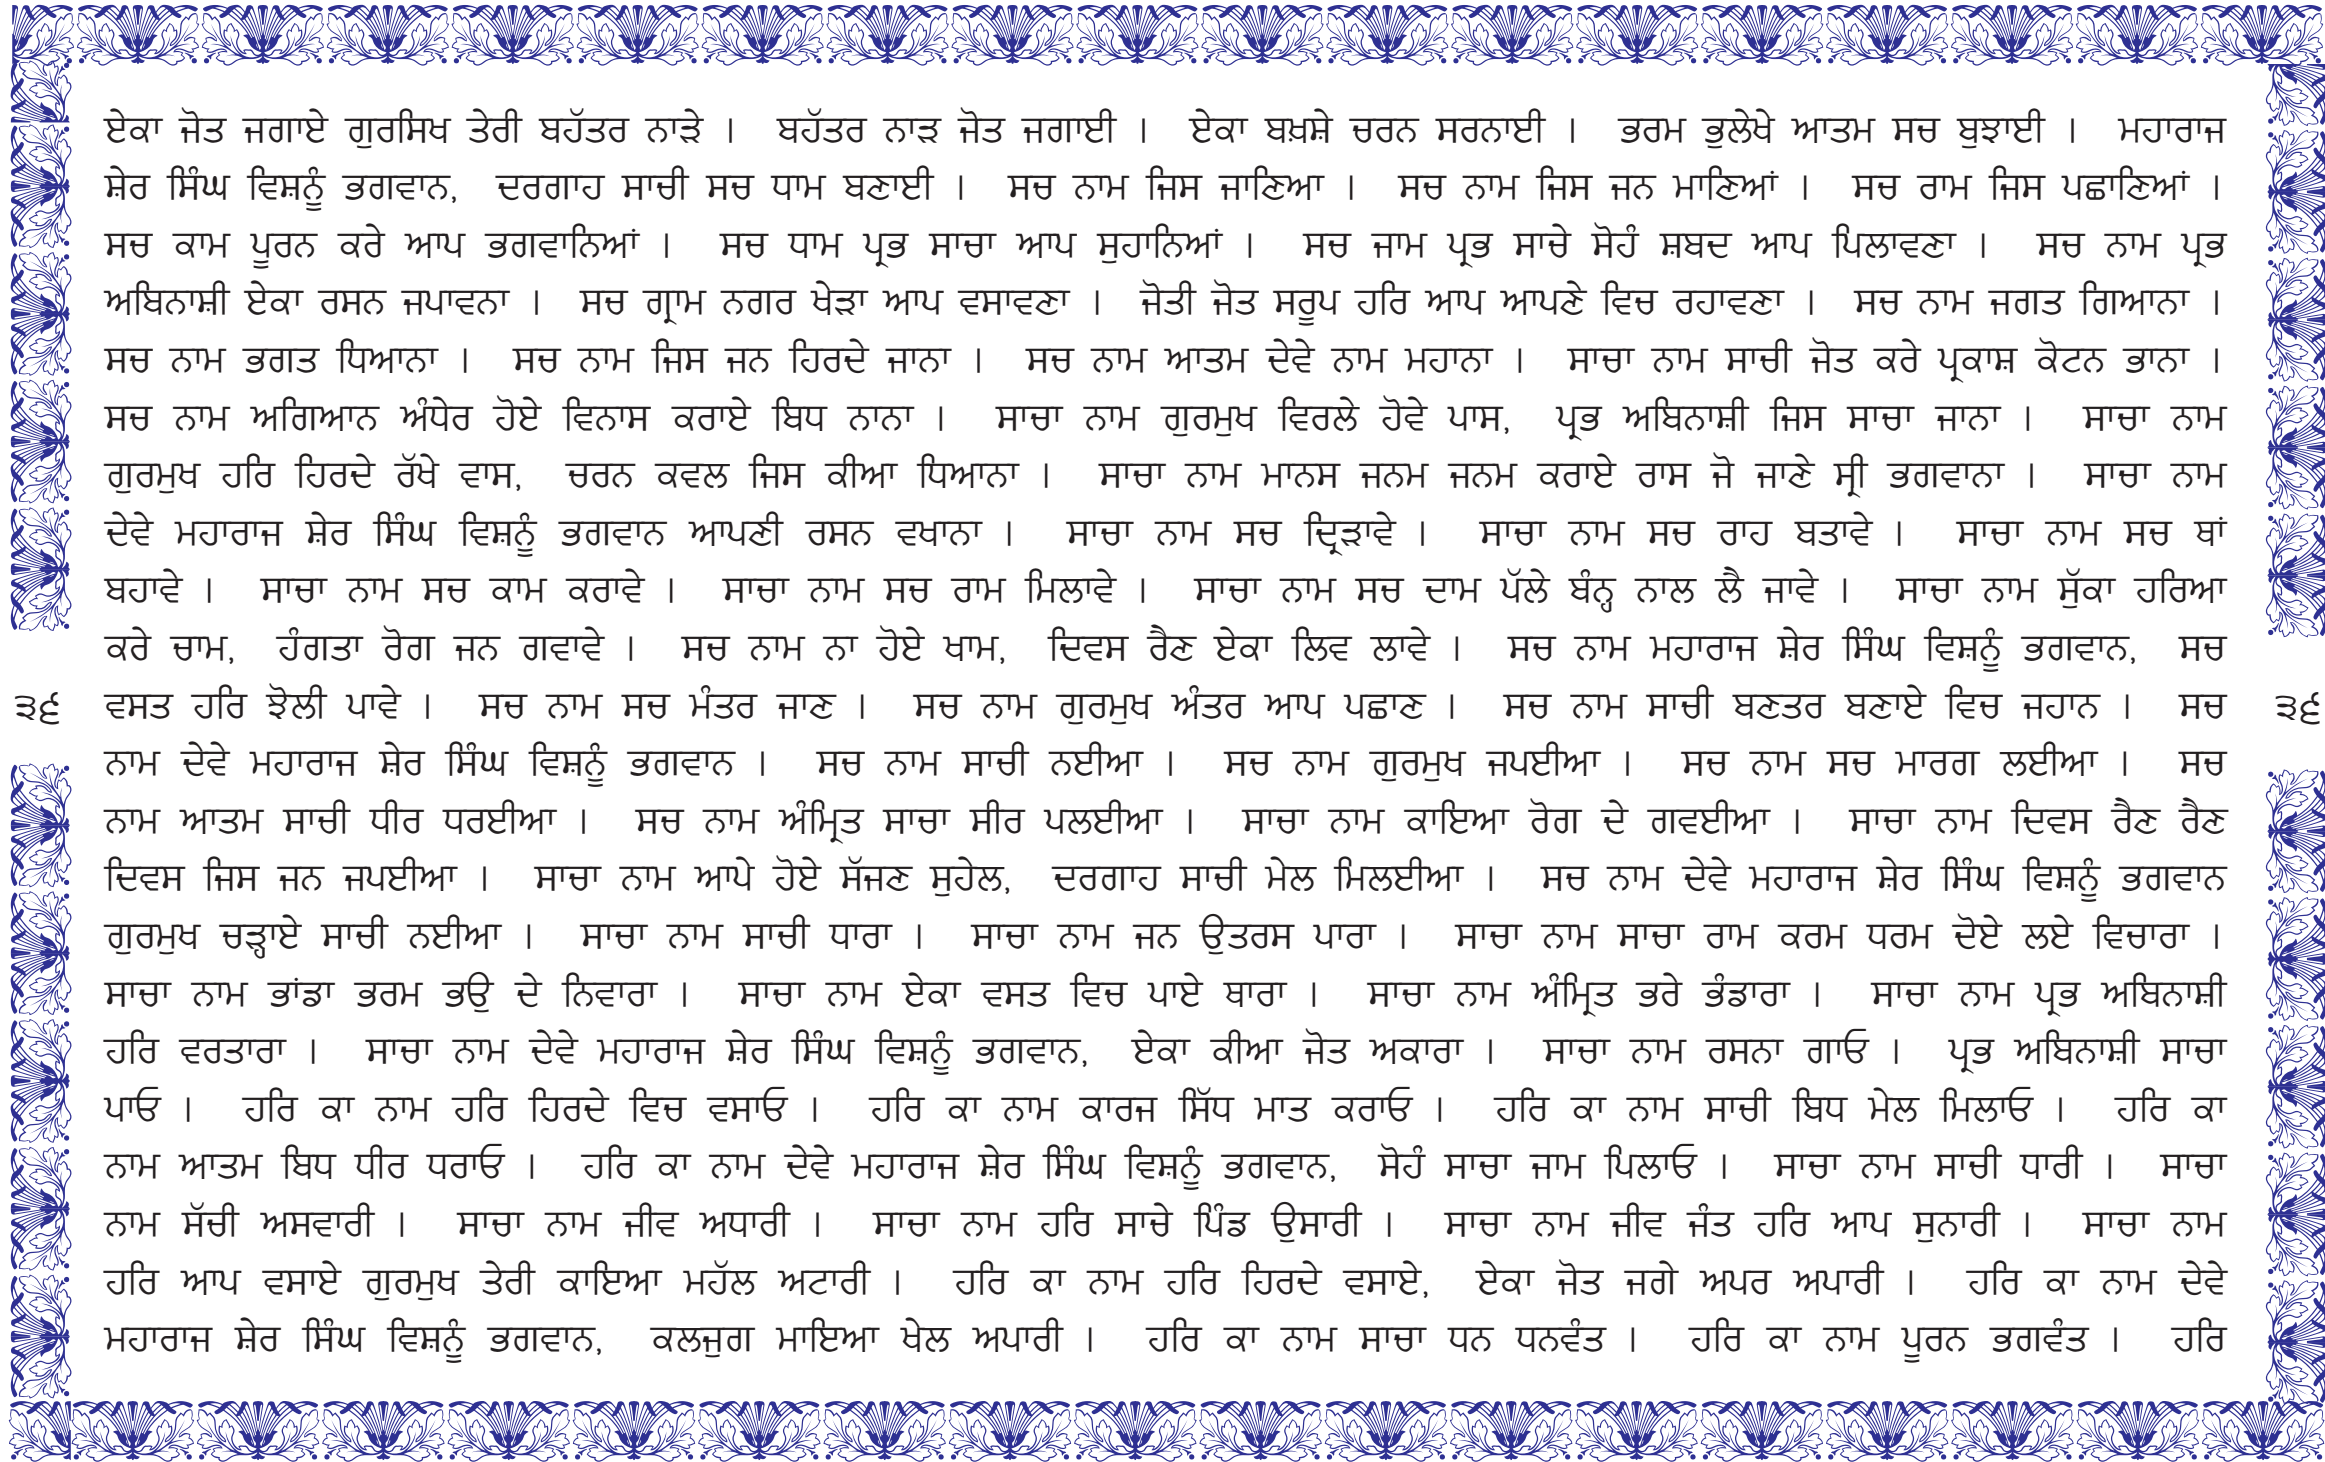 ਏਕਾ ਜੋਤ ਜਗਾਏ ਗੁਰਸਿਖ ਤੇਰੀ ਬਹੱਤਰ ਨਾੜੇ । ਬਹੱਤਰ ਨਾੜ ਜੋਤ ਜਗਾਈ । ਏਕਾ ਬਖ਼ਸ਼ੇ ਚਰਨ ਸਰਨਾਈ । ਭਰਮ ਭੁਲੇਖੇ ਆਤਮ ਸਚ ਬੁਝਾਈ । ਮਹਾਰਾਜ
ਸ਼ੇਰ ਸਿੰਘ ਵਿਸ਼ਨੂੰ ਭਗਵਾਨ, ਦਰਗਾਹ ਸਾਚੀ ਸਚ ਧਾਮ ਬਣਾਈ । ਸਚ ਨਾਮ ਜਿਸ ਜਾਣਿਆ । ਸਚ ਨਾਮ ਜਿਸ ਜਨ ਮਾਣਿਆਂ । ਸਚ ਰਾਮ ਜਿਸ ਪਛਾਣਿਆਂ ।
ਸਚ ਕਾਮ ਪੂਰਨ ਕਰੇ ਆਪ ਭਗਵਾਨਿਆਂ । ਸਚ ਧਾਮ ਪ੍ਰਭ ਸਾਚਾ ਆਪ ਸੁਹਾਨਿਆਂ । ਸਚ ਜਾਮ ਪ੍ਰਭ ਸਾਚੇ ਸੋਹੰ ਸ਼ਬਦ ਆਪ ਪਿਲਾਵਣਾ । ਸਚ ਨਾਮ ਪ੍ਰਭ
ਅਬਿਨਾਸ਼ੀ ਏਕਾ ਰਸਨ ਜਪਾਵਨਾ । ਸਚ ਗ੍ਰਾਮ ਨਗਰ ਖੇੜਾ ਆਪ ਵਸਾਵਣਾ । ਜੋਤੀ ਜੋਤ ਸਰੂਪ ਹਰਿ ਆਪ ਆਪਣੇ ਵਿਚ ਰਹਾਵਣਾ । ਸਚ ਨਾਮ ਜਗਤ ਗਿਆਨਾ ।
ਸਚ ਨਾਮ ਭਗਤ ਧਿਆਨਾ । ਸਚ ਨਾਮ ਜਿਸ ਜਨ ਹਿਰਦੇ ਜਾਨਾ । ਸਚ ਨਾਮ ਆਤਮ ਦੇਵੇ ਨਾਮ ਮਹਾਨਾ । ਸਾਚਾ ਨਾਮ ਸਾਚੀ ਜੋਤ ਕਰੇ ਪ੍ਰਕਾਸ਼ ਕੋਟਨ ਭਾਨਾ ।
ਸਚ ਨਾਮ ਅਗਿਆਨ ਅੰਧੇਰ ਹੋਏ ਵਿਨਾਸ ਕਰਾਏ ਬਿਧ ਨਾਨਾ । ਸਾਚਾ ਨਾਮ ਗੁਰਮੁਖ ਵਿਰਲੇ ਹੋਵੇ ਪਾਸ, ਪ੍ਰਭ ਅਬਿਨਾਸ਼ੀ ਜਿਸ ਸਾਚਾ ਜਾਨਾ । ਸਾਚਾ ਨਾਮ
ਗੁਰਮੁਖ ਹਰਿ ਹਿਰਦੇ ਰੱਖੇ ਵਾਸ, ਚਰਨ ਕਵਲ ਜਿਸ ਕੀਆ ਧਿਆਨਾ । ਸਾਚਾ ਨਾਮ ਮਾਨਸ ਜਨਮ ਜਨਮ ਕਰਾਏ ਰਾਸ ਜੋ ਜਾਣੇ ਸ੍ਰੀ ਭਗਵਾਨਾ । ਸਾਚਾ ਨਾਮ
ਦੇਵੇ ਮਹਾਰਾਜ ਸ਼ੇਰ ਸਿੰਘ ਵਿਸ਼ਨੂੰ ਭਗਵਾਨ ਆਪਣੀ ਰਸਨ ਵਖਾਨਾ । ਸਾਚਾ ਨਾਮ ਸਚ ਦ੍ਰਿੜਾਵੇ । ਸਾਚਾ ਨਾਮ ਸਚ ਰਾਹ ਬਤਾਵੇ । ਸਾਚਾ ਨਾਮ ਸਚ ਥਾਂ
ਬਹਾਵੇ । ਸਾਚਾ ਨਾਮ ਸਚ ਕਾਮ ਕਰਾਵੇ । ਸਾਚਾ ਨਾਮ ਸਚ ਰਾਮ ਮਿਲਾਵੇ । ਸਾਚਾ ਨਾਮ ਸਚ ਦਾਮ ਪੱਲੇ ਬੰਨ੍ਹ ਨਾਲ ਲੈ ਜਾਵੇ । ਸਾਚਾ ਨਾਮ ਸੁੱਕਾ ਹਰਿਆ
ਕਰੇ ਚਾਮ, ਹੰਗਤਾ ਰੋਗ ਜਨ ਗਵਾਵੇ । ਸਚ ਨਾਮ ਨਾ ਹੋਏ ਖਾਮ, ਦਿਵਸ ਰੈਣ ਏਕਾ ਲਿਵ ਲਾਵੇ । ਸਚ ਨਾਮ ਮਹਾਰਾਜ ਸ਼ੇਰ ਸਿੰਘ ਵਿਸ਼ਨੂੰ ਭਗਵਾਨ, ਸਚ
੩੬ ਵਸਤ ਹਰਿ ਝੋਲੀ ਪਾਵੇ । ਸਚ ਨਾਮ ਸਚ ਮੰਤਰ ਜਾਣ । ਸਚ ਨਾਮ ਗੁਰਮੁਖ ਅੰਤਰ ਆਪ ਪਛਾਣ । ਸਚ ਨਾਮ ਸਾਚੀ ਬਣਤਰ ਬਣਾਏ ਵਿਚ ਜਹਾਨ । ਸਚ ੩੬
ਨਾਮ ਦੇਵੇ ਮਹਾਰਾਜ ਸ਼ੇਰ ਸਿੰਘ ਵਿਸ਼ਨੂੰ ਭਗਵਾਨ । ਸਚ ਨਾਮ ਸਾਚੀ ਨਈਆ । ਸਚ ਨਾਮ ਗੁਰਮੁਖ ਜਪਈਆ । ਸਚ ਨਾਮ ਸਚ ਮਾਰਗ ਲਈਆ । ਸਚ
ਨਾਮ ਆਤਮ ਸਾਚੀ ਧੀਰ ਧਰਈਆ । ਸਚ ਨਾਮ ਅੰਮ੍ਰਿਤ ਸਾਚਾ ਸੀਰ ਪਲਈਆ । ਸਾਚਾ ਨਾਮ ਕਾਇਆ ਰੋਗ ਦੇ ਗਵਈਆ । ਸਾਚਾ ਨਾਮ ਦਿਵਸ ਰੈਣ ਰੈਣ
ਦਿਵਸ ਜਿਸ ਜਨ ਜਪਈਆ । ਸਾਚਾ ਨਾਮ ਆਪੇ ਹੋਏ ਸੱਜਣ ਸੁਹੇਲ, ਦਰਗਾਹ ਸਾਚੀ ਮੇਲ ਮਿਲਈਆ । ਸਚ ਨਾਮ ਦੇਵੇ ਮਹਾਰਾਜ ਸ਼ੇਰ ਸਿੰਘ ਵਿਸ਼ਨੂੰ ਭਗਵਾਨ
ਗੁਰਮੁਖ ਚੜ੍ਹਾਏ ਸਾਚੀ ਨਈਆ । ਸਾਚਾ ਨਾਮ ਸਾਚੀ ਧਾਰਾ । ਸਾਚਾ ਨਾਮ ਜਨ ਉਤਰਸ ਪਾਰਾ । ਸਾਚਾ ਨਾਮ ਸਾਚਾ ਰਾਮ ਕਰਮ ਧਰਮ ਦੋਏ ਲਏ ਵਿਚਾਰਾ ।
ਸਾਚਾ ਨਾਮ ਭਾਂਡਾ ਭਰਮ ਭਉ ਦੇ ਨਿਵਾਰਾ । ਸਾਚਾ ਨਾਮ ਏਕਾ ਵਸਤ ਵਿਚ ਪਾਏ ਥਾਰਾ । ਸਾਚਾ ਨਾਮ ਅੰਮ੍ਰਿਤ ਭਰੇ ਭੰਡਾਰਾ । ਸਾਚਾ ਨਾਮ ਪ੍ਰਭ ਅਬਿਨਾਸ਼ੀ
ਹਰਿ ਵਰਤਾਰਾ । ਸਾਚਾ ਨਾਮ ਦੇਵੇ ਮਹਾਰਾਜ ਸ਼ੇਰ ਸਿੰਘ ਵਿਸ਼ਨੂੰ ਭਗਵਾਨ, ਏਕਾ ਕੀਆ ਜੋਤ ਅਕਾਰਾ । ਸਾਚਾ ਨਾਮ ਰਸਨਾ ਗਾਓ । ਪ੍ਰਭ ਅਬਿਨਾਸ਼ੀ ਸਾਚਾ
ਪਾਓ । ਹਰਿ ਕਾ ਨਾਮ ਹਰਿ ਹਿਰਦੇ ਵਿਚ ਵਸਾਓ । ਹਰਿ ਕਾ ਨਾਮ ਕਾਰਜ ਸਿੱਧ ਮਾਤ ਕਰਾਓ । ਹਰਿ ਕਾ ਨਾਮ ਸਾਚੀ ਬਿਧ ਮੇਲ ਮਿਲਾਓ । ਹਰਿ ਕਾ
ਨਾਮ ਆਤਮ ਬਿਧ ਧੀਰ ਧਰਾਓ । ਹਰਿ ਕਾ ਨਾਮ ਦੇਵੇ ਮਹਾਰਾਜ ਸ਼ੇਰ ਸਿੰਘ ਵਿਸ਼ਨੂੰ ਭਗਵਾਨ, ਸੋਹੰ ਸਾਚਾ ਜਾਮ ਪਿਲਾਓ । ਸਾਚਾ ਨਾਮ ਸਾਚੀ ਧਾਰੀ । ਸਾਚਾ
ਨਾਮ ਸੱਚੀ ਅਸਵਾਰੀ । ਸਾਚਾ ਨਾਮ ਜੀਵ ਅਧਾਰੀ । ਸਾਚਾ ਨਾਮ ਹਰਿ ਸਾਚੇ ਪਿੰਡ ਉਸਾਰੀ । ਸਾਚਾ ਨਾਮ ਜੀਵ ਜੰਤ ਹਰਿ ਆਪ ਸੁਨਾਰੀ । ਸਾਚਾ ਨਾਮ
ਹਰਿ ਆਪ ਵਸਾਏ ਗੁਰਮੁਖ ਤੇਰੀ ਕਾਇਆ ਮਹੱਲ ਅਟਾਰੀ । ਹਰਿ ਕਾ ਨਾਮ ਹਰਿ ਹਿਰਦੇ ਵਸਾਏ, ਏਕਾ ਜੋਤ ਜਗੇ ਅਪਰ ਅਪਾਰੀ । ਹਰਿ ਕਾ ਨਾਮ ਦੇਵੇ
ਮਹਾਰਾਜ ਸ਼ੇਰ ਸਿੰਘ ਵਿਸ਼ਨੂੰ ਭਗਵਾਨ, ਕਲਜੁਗ ਮਾਇਆ ਖੇਲ ਅਪਾਰੀ । ਹਰਿ ਕਾ ਨਾਮ ਸਾਚਾ ਧਨ ਧਨਵੰਤ । ਹਰਿ ਕਾ ਨਾਮ ਪੂਰਨ ਭਗਵੰਤ । ਹਰਿ